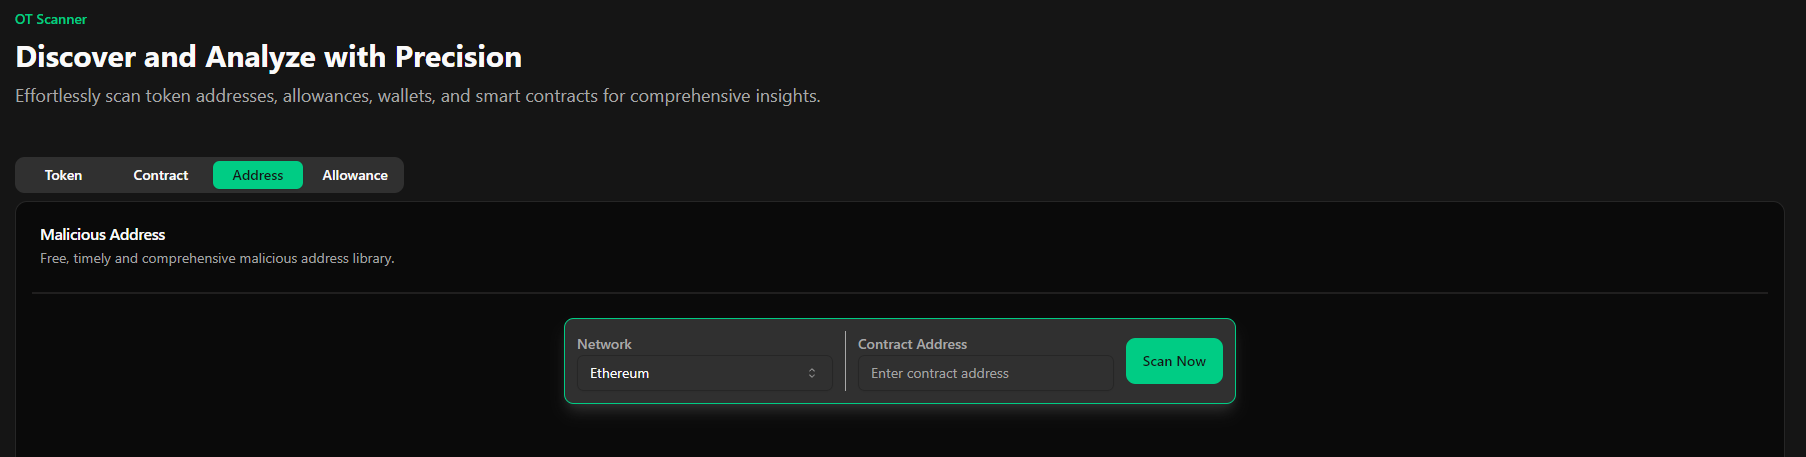 OT Scanner
Discover and Analyze with Precision
Effortlessly scan token addresses, allowances, wallets, and smart contracts for comprehensive insights.
Token Contract Address Allowance
Malicious Address
Free, timely and comprehensive malicious address library.
Network Contract Address
Ethereum Enter contract address Scan Now